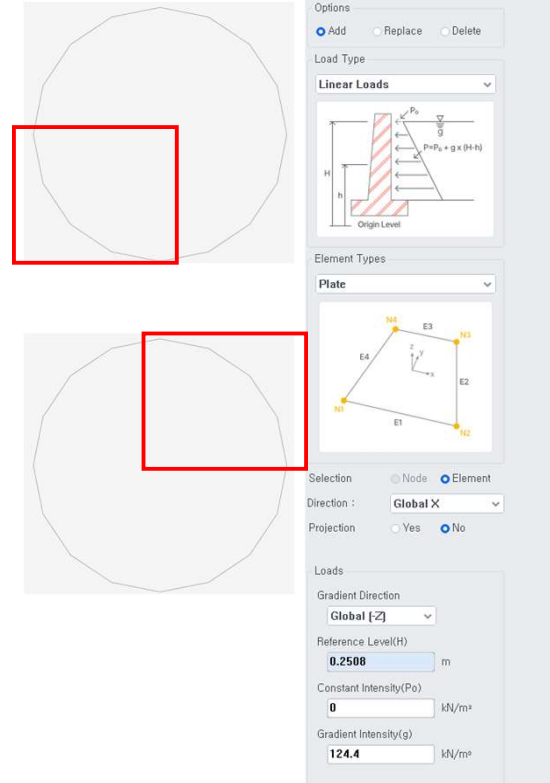 Options
Add Replace Delete
Load Type
Linear Loads
P₀
g
P=P₀ + g x (H-h)
H
h
Origin Level
Element Types
Plate
N4
E3
N3
z
y
x
E4
E2
N1
E1
N2
Selection Node Element
Direction : Global X
Projection Yes No
Loads
Gradient Direction
Global (-Z)
Reference Level(H)
0.2508 m
Constant Intensity(Po)
0 kN/m²
Gradient Intensity(g)
124.4 kN/m³